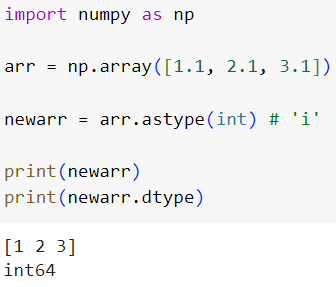 import numpy as np
arr = np.array([1.1, 2.1, 3.1])
newarr = arr.astype(int) # 'i'
print(newarr)
print(newarr.dtype)
[1 2 3]
int64